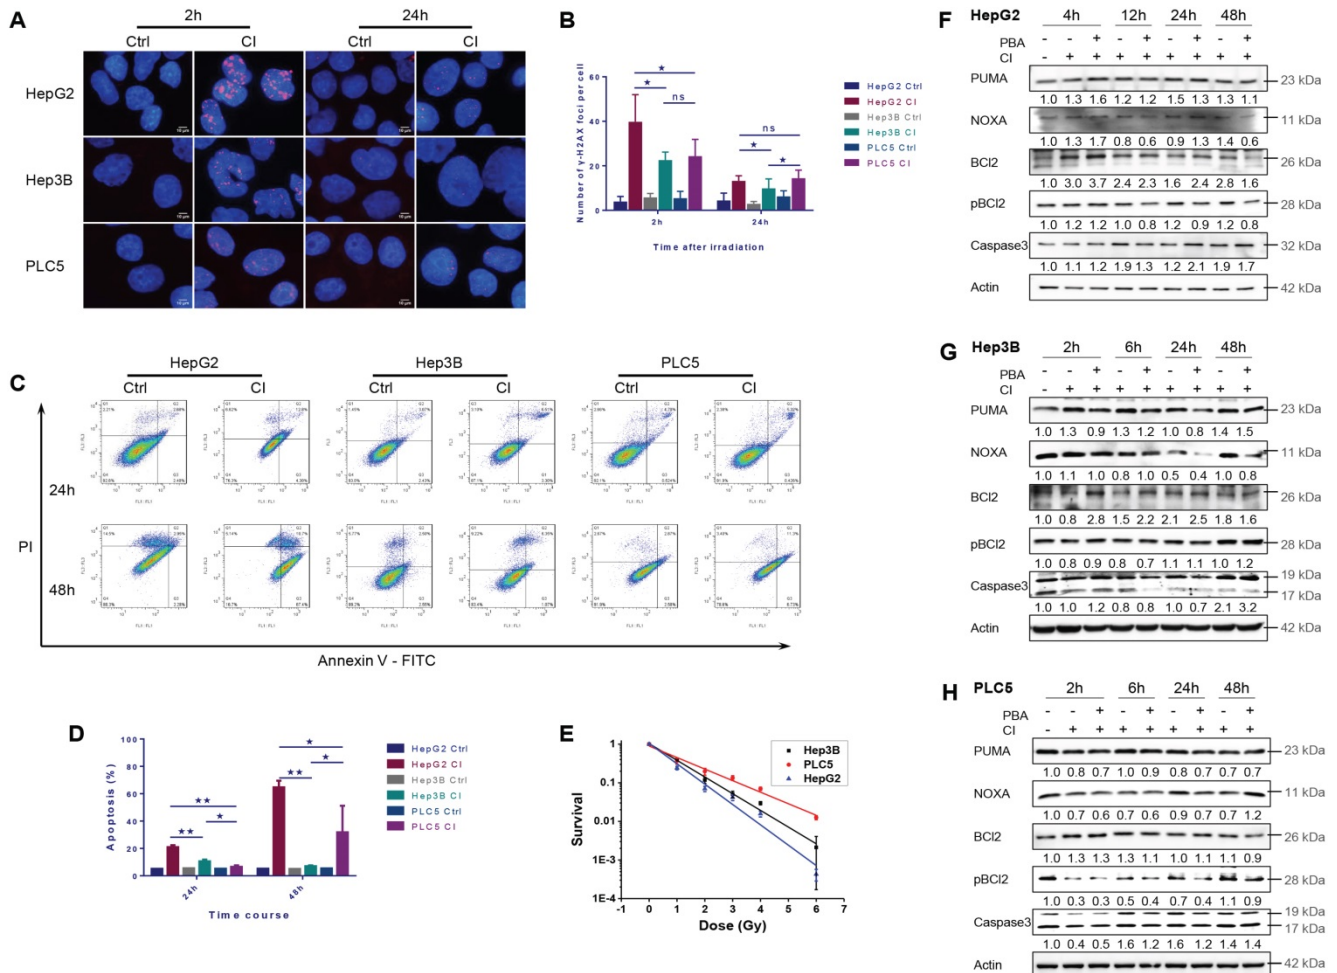 A
2h
24h
Ctrl
CI
Ctrl
CI
HepG2
Hep3B
PLC5
10 µm
B
Number of γ-H2AX foci per cell
60
40
20
0
★
★
ns
ns
★
★
2h
24h
Time after irradiation
HepG2 Ctrl
HepG2 CI
Hep3B Ctrl
Hep3B CI
PLC5 Ctrl
PLC5 CI
C
HepG2
Hep3B
PLC5
Ctrl
CI
Ctrl
CI
Ctrl
CI
24h
48h
PI
Annexin V - FITC
D
Apoptosis (%)
100
80
60
40
20
0
★★
★★
★
★
★★
★
24h
48h
Time course
HepG2 Ctrl
HepG2 CI
Hep3B Ctrl
Hep3B CI
PLC5 Ctrl
PLC5 CI
E
Survival
1
0.1
0.01
1E-3
1E-4
-1 0 1 2 3 4 5 6 7
Dose (Gy)
Hep3B
PLC5
HepG2
F HepG2
4h 12h 24h 48h
PBA - - + - + - + - +
CI - + + + + + + + +
PUMA 23 kDa
1.0 1.3 1.6 1.2 1.2 1.5 1.3 1.3 1.1
NOXA 11 kDa
1.0 1.3 1.7 0.8 0.6 0.9 1.3 1.4 0.6
BCl2 26 kDa
1.0 3.0 3.7 2.4 2.3 1.6 2.4 2.8 1.6
pBCl2 28 kDa
1.0 1.2 1.2 1.0 0.8 1.2 0.9 1.2 0.8
Caspase3 32 kDa
1.0 1.1 1.2 1.9 1.3 1.2 2.1 1.9 1.7
Actin 42 kDa
G Hep3B
2h 6h 24h 48h
PBA - - + - + - + - +
CI - + + + + + + + +
PUMA 23 kDa
1.0 1.3 0.9 1.3 1.2 1.0 0.8 1.4 1.5
NOXA 11 kDa
1.0 1.1 1.0 0.8 1.0 0.5 0.4 1.0 0.8
BCl2 26 kDa
1.0 0.8 2.8 1.5 2.2 2.1 2.5 1.8 1.6
pBCl2 28 kDa
1.0 0.8 0.9 0.8 0.7 1.1 1.1 1.0 1.2
Caspase3 19 kDa
17 kDa
1.0 1.0 1.2 0.8 0.8 1.0 0.7 2.1 3.2
Actin 42 kDa
H PLC5
2h 6h 24h 48h
PBA - - + - + - + - +
CI - + + + + + + + +
PUMA 23 kDa
1.0 0.8 0.7 1.0 0.9 0.8 0.7 0.7 0.7
NOXA 11 kDa
1.0 0.7 0.6 0.7 0.6 0.9 0.7 0.7 1.2
BCl2 26 kDa
1.0 1.3 1.3 1.3 1.1 1.0 1.1 1.1 0.9
pBCl2 28 kDa
1.0 0.3 0.3 0.5 0.4 0.7 0.4 1.1 0.9
Caspase3 19 kDa
17 kDa
1.0 0.4 0.5 1.6 1.2 1.6 1.2 1.4 1.4
Actin 42 kDa